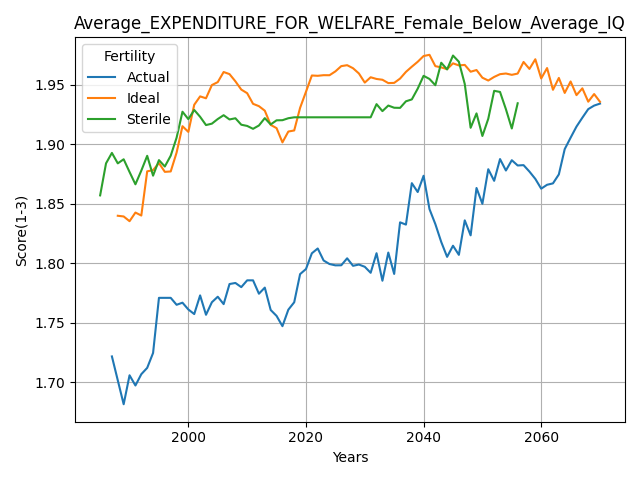 Average_EXPENDITURE_FOR_WELFARE_Female_Below_Average_IQ
Fertility
Actual
Ideal
Sterile
Score(1-3)
1.95
1.90
1.85
1.80
1.75
1.70
2000 2020 2040 2060
Years